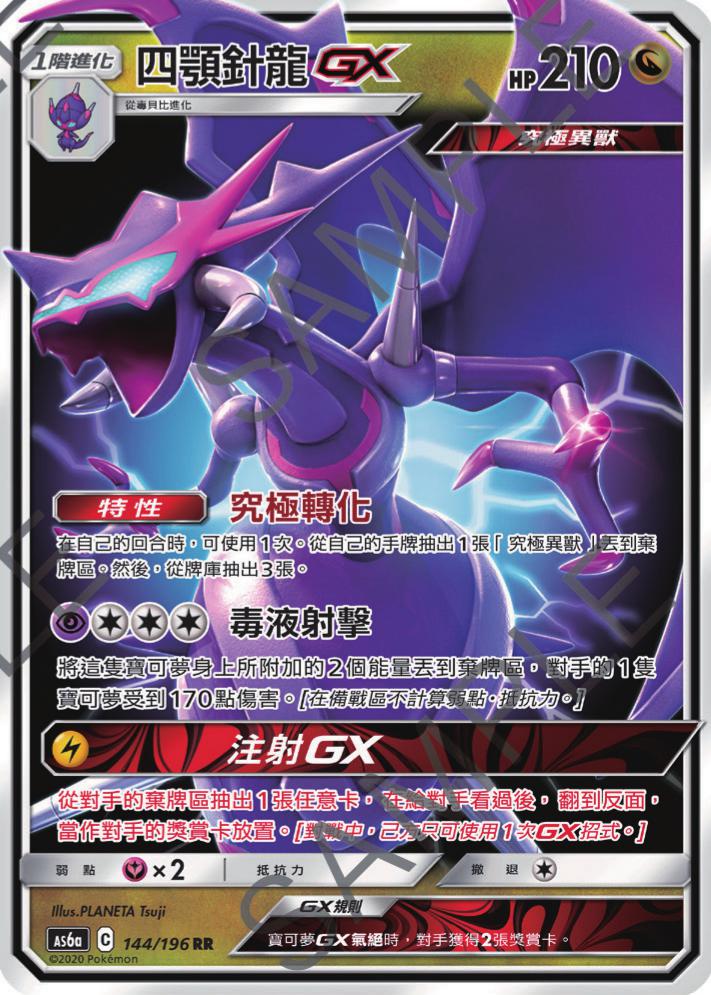 1階進化
四顎針龍GX
HP210
從毒貝比進化
究極異獸
特性 究極轉化
在自己的回合時，可使用1次。從自己的手牌抽出1張「究極異獸」丟到棄
牌區。然後，從牌庫抽出3張。
毒液射擊
將這隻寶可夢身上所附加的2個能量丟到棄牌區，對手的1隻
寶可夢受到170點傷害。[在備戰區不計算弱點・抵抗力。]
注射GX
從對手的棄牌區抽出1張任意卡，在給對手看過後，翻到反面，
當作對手的獎賞卡放置。[對戰中，己方只可使用1次GX招式。]
弱點 ×2 抵抗力 撤退
Illus.PLANETA Tsuji
GX規則
AS6a C 144/196 RR
寶可夢GX氣絕時，對手獲得2張獎賞卡。
©2020 Pokémon
SAMPLE
SAMPLE
SAMPLE